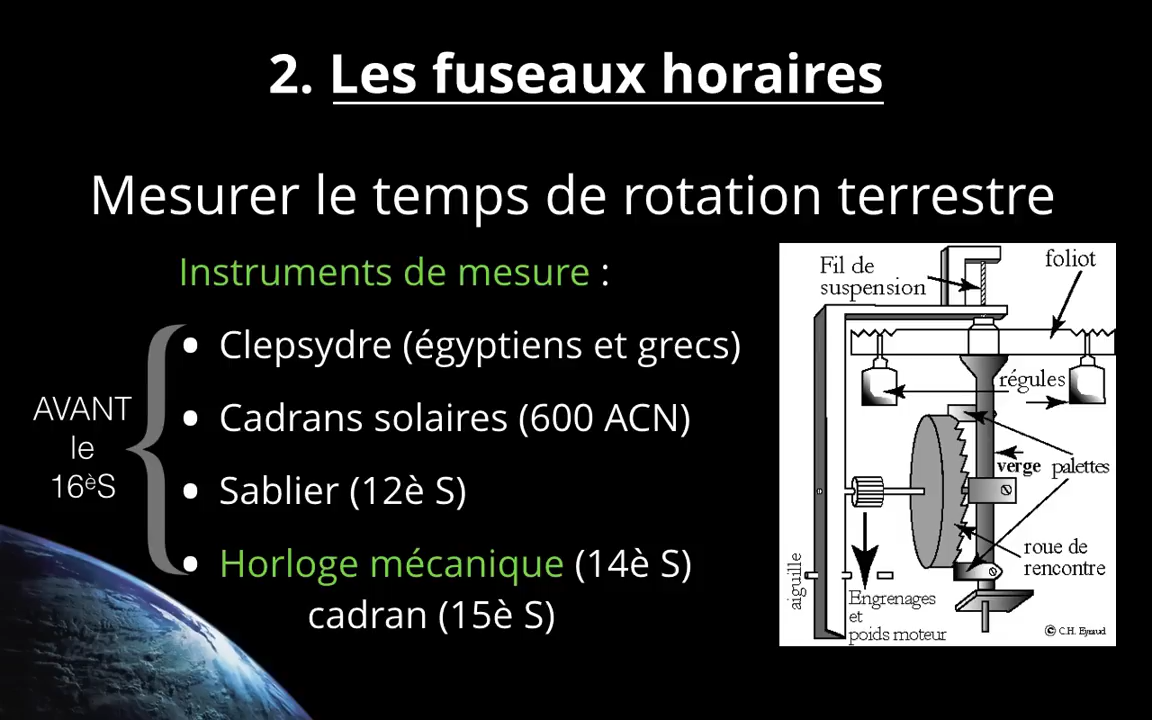 2. Les fuseaux horaires
Mesurer le temps de rotation terrestre
Instruments de mesure :
AVANT
le
16èS
• Clepsydre (égyptiens et grecs)
• Cadrans solaires (600 ACN)
• Sablier (12è S)
• Horloge mécanique (14è S)
cadran (15è S)
Fil de
suspension
foliot
régules
verge
palettes
roue de
rencontre
aiguille
Engrenages
et
poids moteur
© C.H. Eyraud